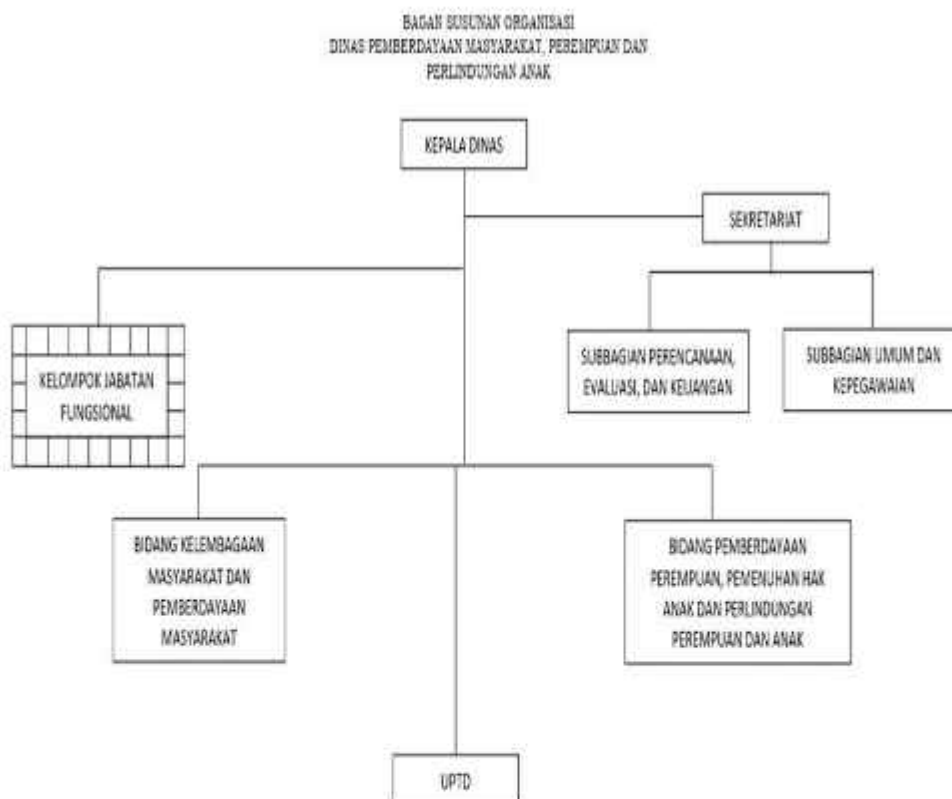 BAGAN SUSUNAN ORGANISASI
DINAS PEMBERDAYAAN MASYARAKAT, PEREMPUAN DAN
PERLINDUNGAN ANAK
KEPALA DINAS
SEKRETARIAT
KELOMPOK JABATAN
FUNGSIONAL
SUBBAGIAN PERENCANAAN,
EVALUASI, DAN KEUANGAN
SUBBAGIAN UMUM DAN
KEPEGAWAIAN
BIDANG KELEMBAGAAN
MASYARAKAT DAN
PEMBERDAYAAN
MASYARAKAT
BIDANG PEMBERDAYAAN
PEREMPUAN, PEMENUHAN HAK
ANAK DAN PERLINDUNGAN
PEREMPUAN DAN ANAK
UPTD